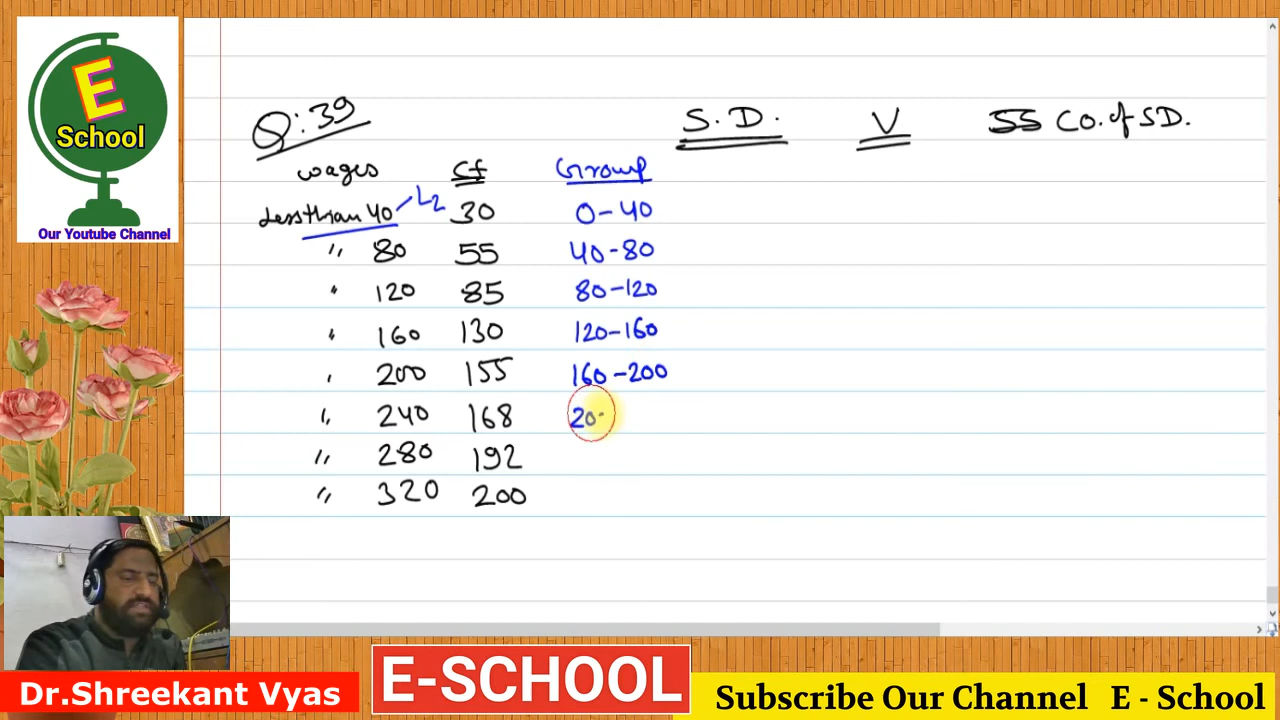 E
School
Our Youtube Channel
Q:39 S.D. V CO.of SD.
wages Cf Group
Less than 40 L2 30 0-40
" 80 55 40-80
" 120 85 80-120
" 160 130 120-160
" 200 155 160-200
" 240 168 20-
" 280 192
" 320 200
Dr.Shreekant Vyas
E-SCHOOL
Subscribe Our Channel E - School